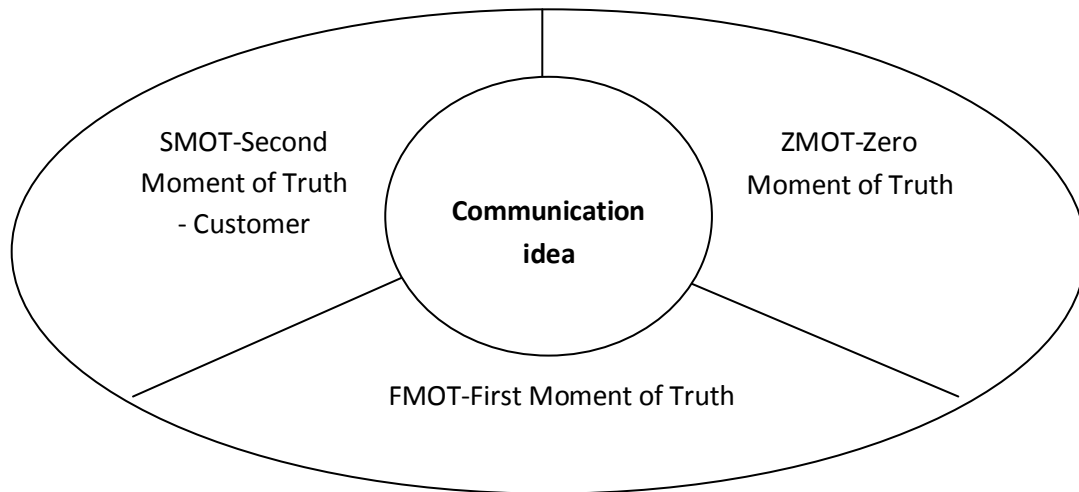 SMOT-Second
Moment of Truth
- Customer
ZMOT-Zero
Moment of Truth
Communication
idea
FMOT-First Moment of Truth